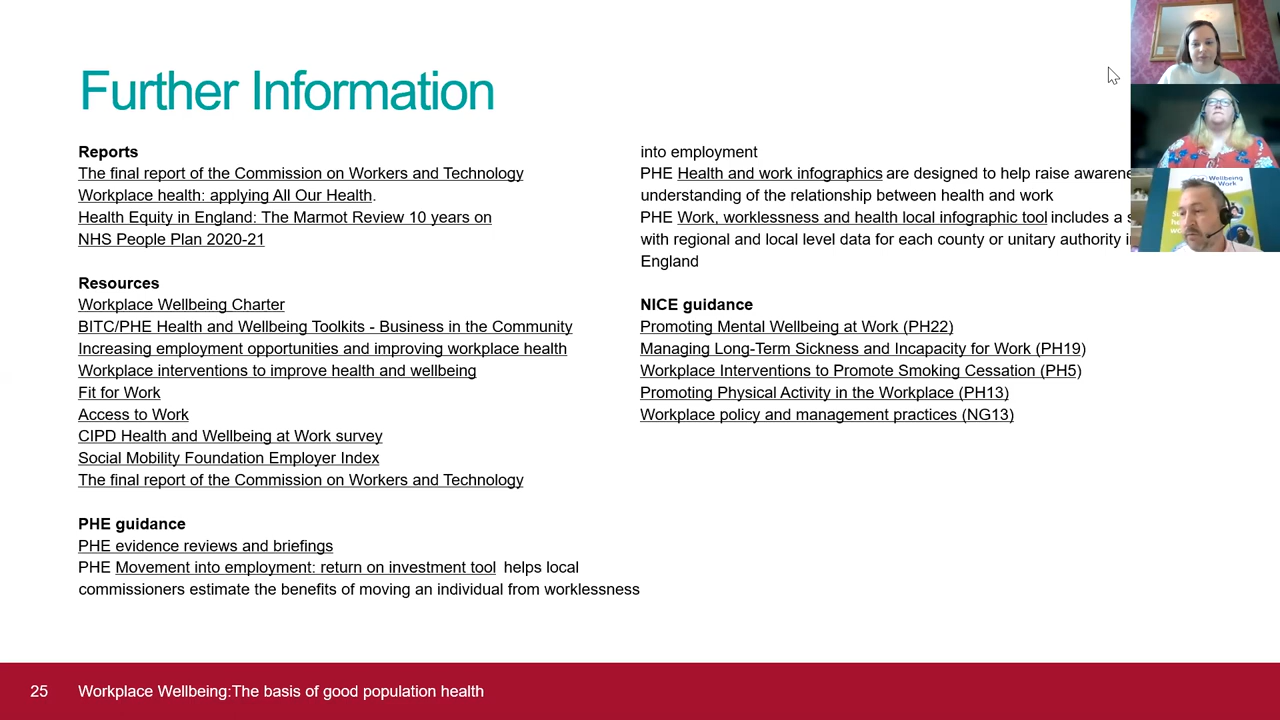 Further Information
Reports
The final report of the Commission on Workers and Technology
Workplace health: applying All Our Health.
Health Equity in England: The Marmot Review 10 years on
NHS People Plan 2020-21
Resources
Workplace Wellbeing Charter
BITC/PHE Health and Wellbeing Toolkits - Business in the Community
Increasing employment opportunities and improving workplace health
Workplace interventions to improve health and wellbeing
Fit for Work
Access to Work
CIPD Health and Wellbeing at Work survey
Social Mobility Foundation Employer Index
The final report of the Commission on Workers and Technology
PHE guidance
PHE evidence reviews and briefings
PHE Movement into employment: return on investment tool helps local
commissioners estimate the benefits of moving an individual from worklessness
into employment
PHE Health and work infographics are designed to help raise
understanding of the relationship between health and work
PHE Work, worklessness and health local infographic tool includes a
with regional and local level data for each county or unitary authority
England
NICE guidance
Promoting Mental Wellbeing at Work (PH22)
Managing Long-Term Sickness and Incapacity for Work (PH19)
Workplace Interventions to Promote Smoking Cessation (PH5)
Promoting Physical Activity in the Workplace (PH13)
Workplace policy and management practices (NG13)
Wellbeing
Work
25 Workplace Wellbeing:The basis of good population health